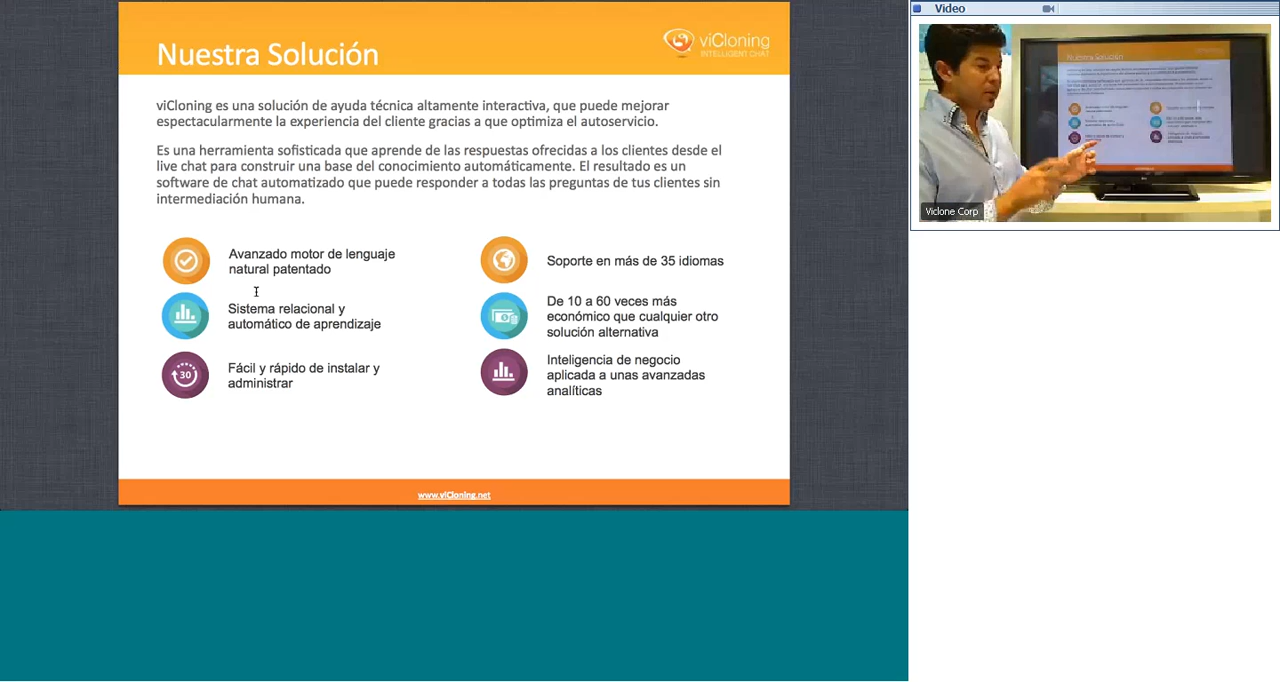 Nuestra Solución
viCloning
INTELLIGENT CHAT
viCloning es una solución de ayuda técnica altamente interactiva, que puede mejorar
espectacularmente la experiencia del cliente gracias a que optimiza el autoservicio.
Es una herramienta sofisticada que aprende de las respuestas ofrecidas a los clientes desde el
live chat para construir una base del conocimiento automáticamente. El resultado es un
software de chat automatizado que puede responder a todas las preguntas de tus clientes sin
intermediación humana.
Avanzado motor de lenguaje
natural patentado
Sistema relacional y
automático de aprendizaje
30
Fácil y rápido de instalar y
administrar
Soporte en más de 35 idiomas
De 10 a 60 veces más
económico que cualquier otro
solución alternativa
Inteligencia de negocio
aplicada a unas avanzadas
analíticas
www.viCloning.net
Video
Nuestra Solución
Viclone Corp